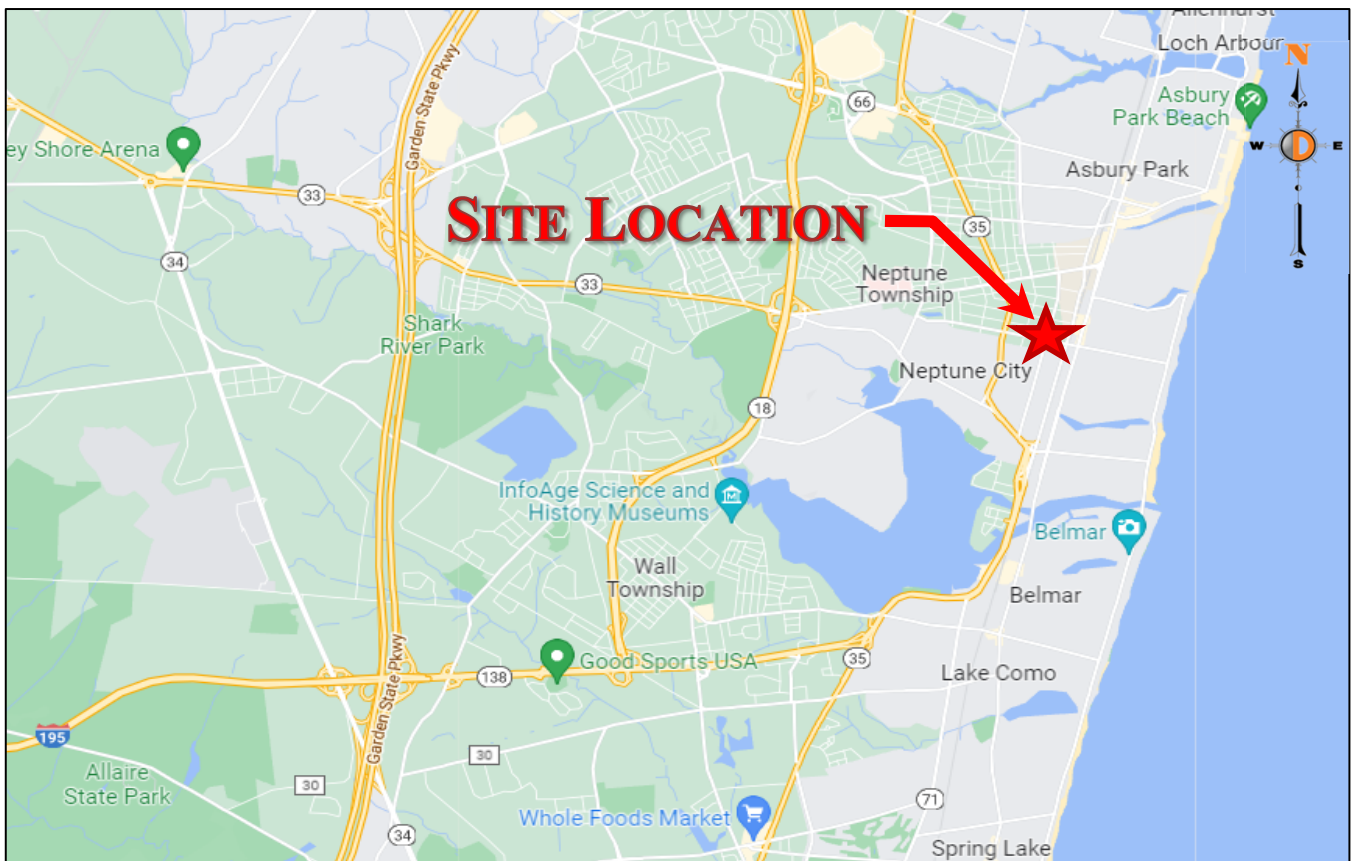 Allenhurst
Loch Arbour
N
Asbury
Park Beach
W
D
E
S
Garden State Pkwy
66
ey Shore Arena
33
Asbury Park
SITE LOCATION
35
34
Neptune
Township
33
Shark
River Park
Neptune City
18
InfoAge Science and
History Museums
Belmar
Wall
Township
Belmar
Garden State Pkwy
Good Sports USA
35
138
Lake Como
195
30
Allaire
State Park
30
71
Whole Foods Market
34
Spring Lake